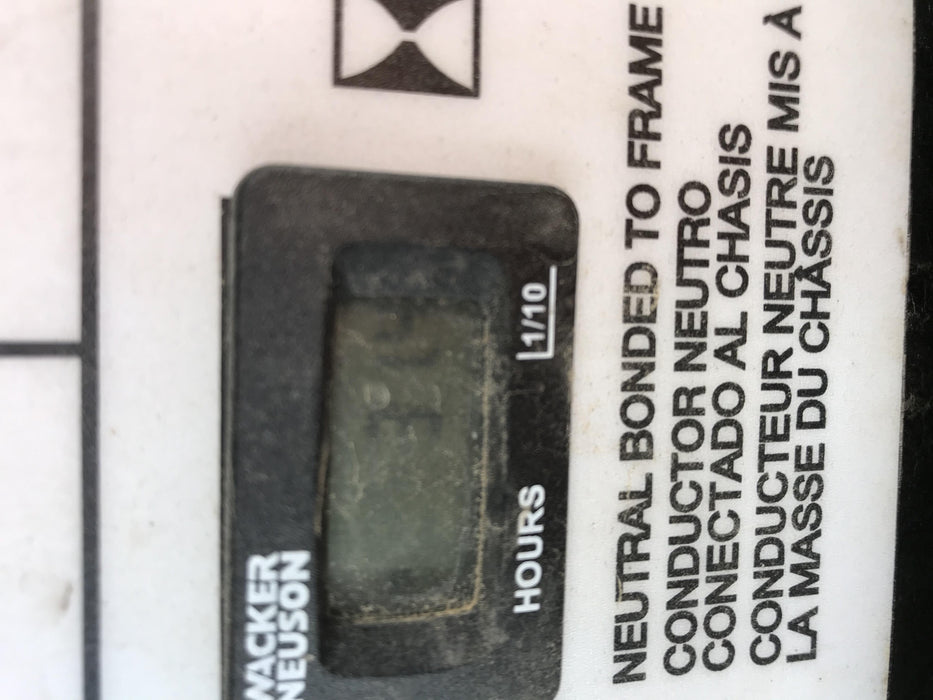 WACKER
NEUSON
HOURS
1/10
NEUTRAL BONDED TO FRAME
CONDUCTOR NEUTRO
CONECTADO AL CHASIS
CONDUCTEUR NEUTRE MIS À
LA MASSE DU CHÂSSIS